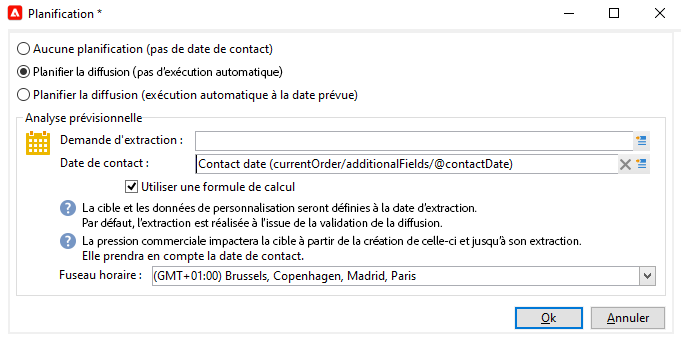 Planification *
Aucune planification (pas de date de contact)
Planifier la diffusion (pas d'exécution automatique)
Planifier la diffusion (exécution automatique à la date prévue)
Analyse prévisionnelle
Demande d'extraction :
Date de contact : Contact date (currentOrder/additionalFields/@contactDate)
Utiliser une formule de calcul
La cible et les données de personnalisation seront définies à la date d'extraction.
Par défaut, l'extraction est réalisée à l'issue de la validation de la diffusion.
La pression commerciale impactera la cible à partir de la création de celle-ci et jusqu'à son extraction.
Elle prendra en compte la date de contact.
Fuseau horaire : (GMT+01:00) Brussels, Copenhagen, Madrid, Paris
Ok Annuler